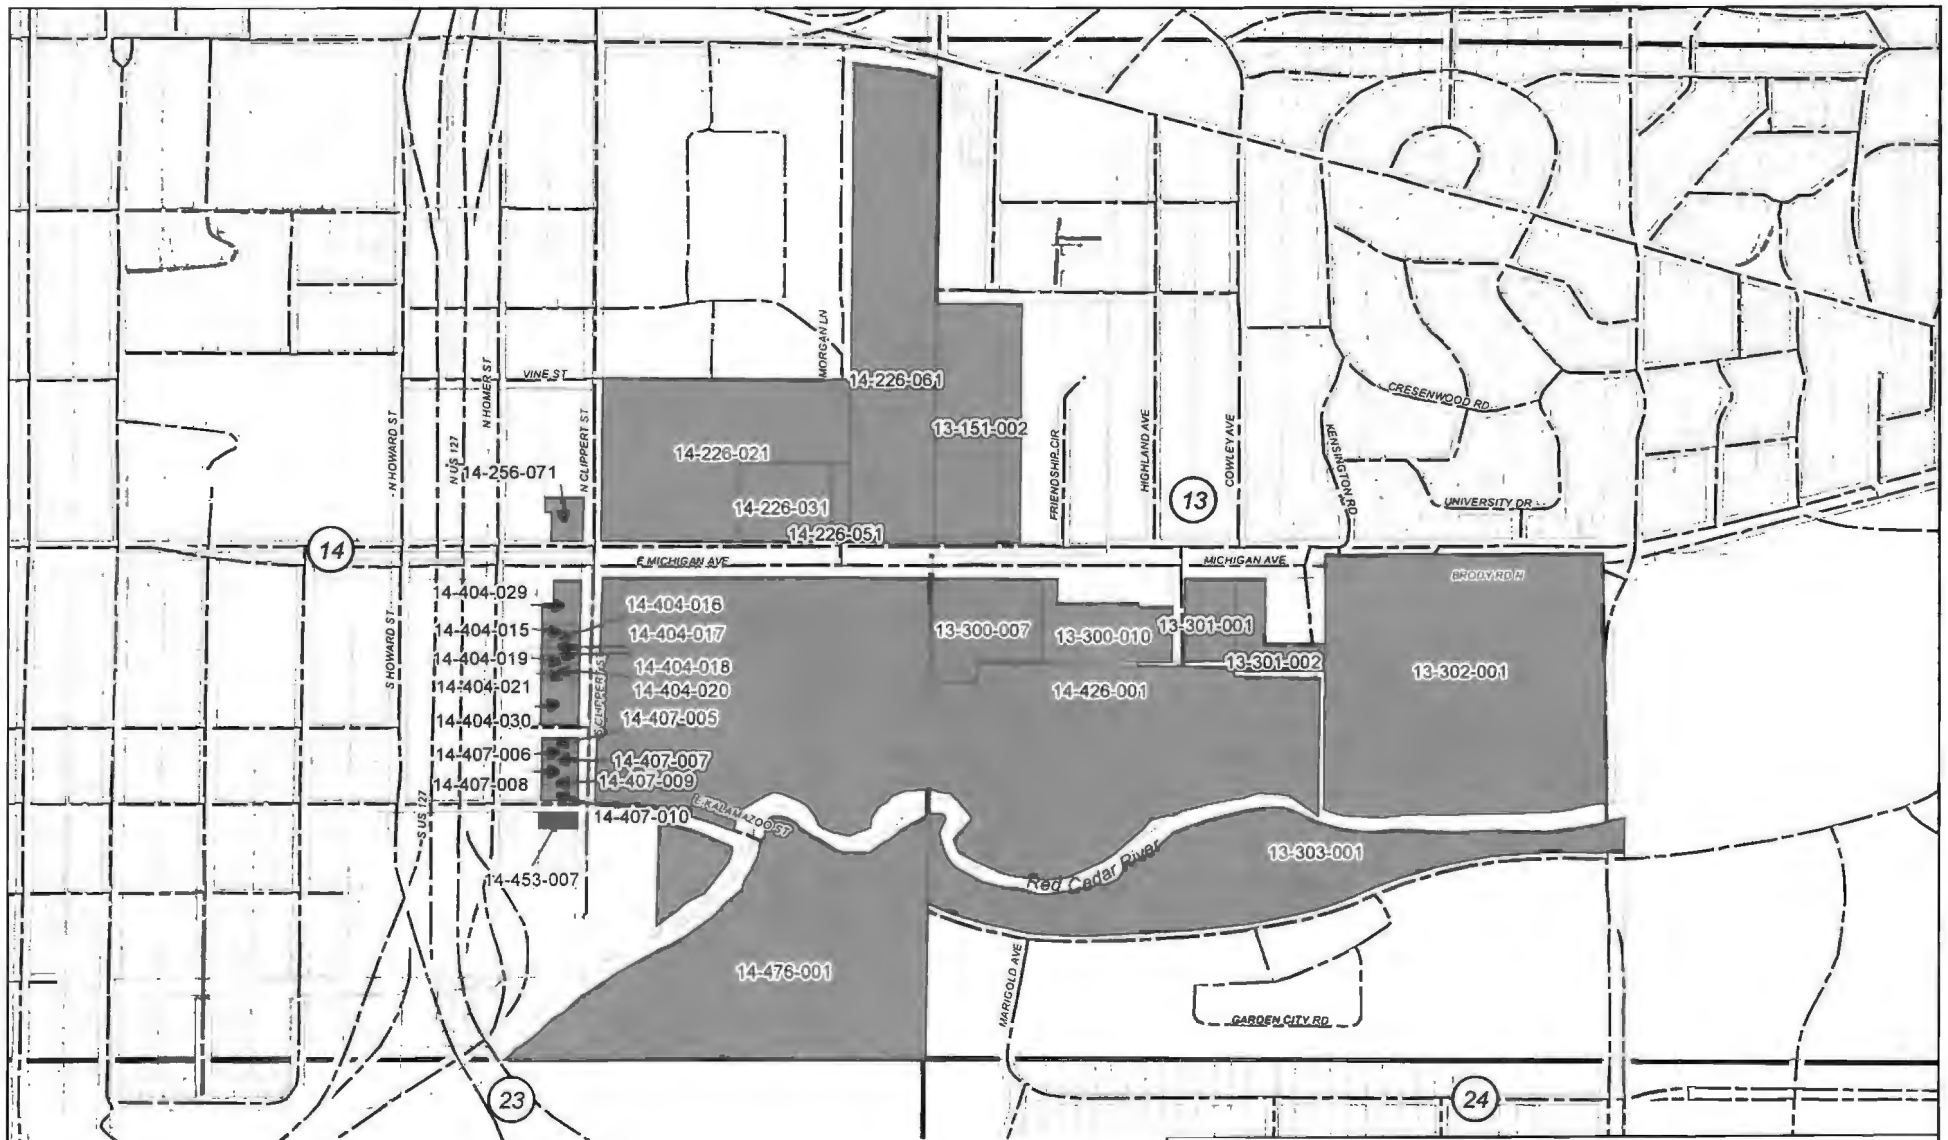 MORGAN LN
VINE ST
14-226-061
N HOMER ST
N HOWARD ST
N US 127
N CLIPPERT ST
13-151-002
CRESENWOOD RD
FRIENDSHIP CIR
HIGHLAND AVE
COWLEY AVE
KENSINGTON RD
14-226-021
14-256-071
13
UNIVERSITY DR
14-226-031
14-226-051
14
E MICHIGAN AVE
MICHIGAN AVE
BRODY RD N
14-404-029
14-404-016
14-404-015
14-404-017
13-300-007
13-300-010
13-301-001
S HOWARD ST
14-404-019
14-404-018
13-301-002
13-302-001
14-404-021
14-404-020
14-426-001
S CLIPPERT ST
14-404-030
14-407-005
14-407-006
14-407-007
14-407-008
14-407-009
S US 127
14-407-010
E KALAMAZOO ST
14-453-007
Red Cedar River
13-303-001
14-476-001
MARIGOLD AVE
GARDEN CITY RD
23
24